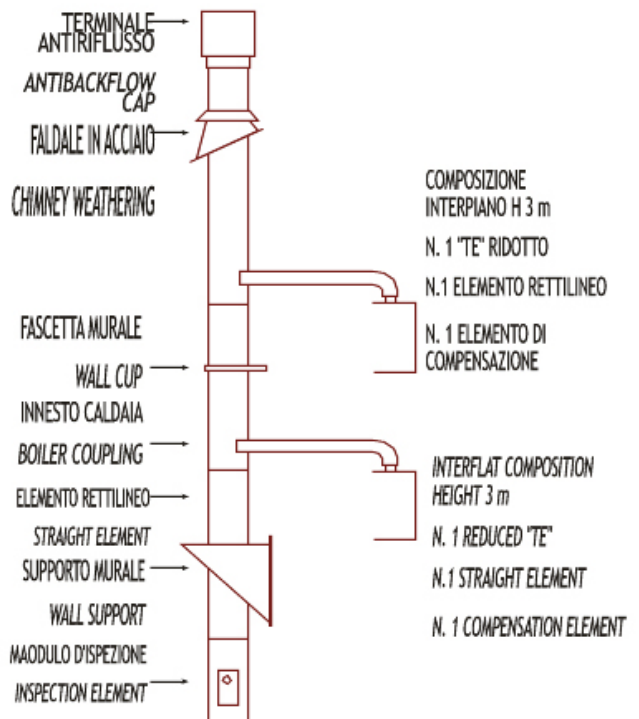 TERMINALE
ANTIRIFLUSSO
ANTIBACKFLOW
CAP
FALDALE IN ACCIAIO
CHIMNEY WEATHERING
FASCETTA MURALE
WALL CUP
INNESTO CALDAIA
BOILER COUPLING
ELEMENTO RETTILINEO
STRAIGHT ELEMENT
SUPPORTO MURALE
WALL SUPPORT
MAODULO D'ISPEZIONE
INSPECTION ELEMENT
COMPOSIZIONE
INTERPIANO H 3 m
N. 1 "TE" RIDOTTO
N.1 ELEMENTO RETTILINEO
N. 1 ELEMENTO DI
COMPENSAZIONE
INTERFLAT COMPOSITION
HEIGHT 3 m
N. 1 REDUCED "TE"
N.1 STRAIGHT ELEMENT
N. 1 COMPENSATION ELEMENT